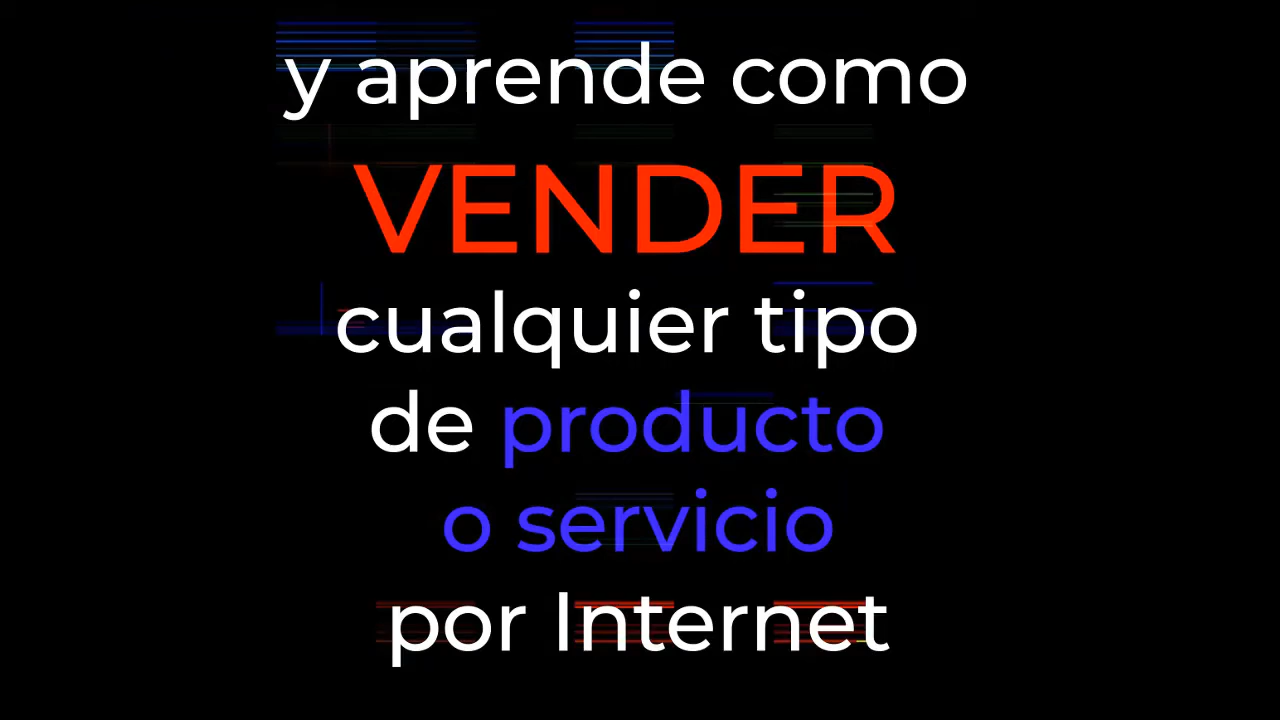 y aprende como
VENDER
cualquier tipo
de producto
o servicio
por Internet